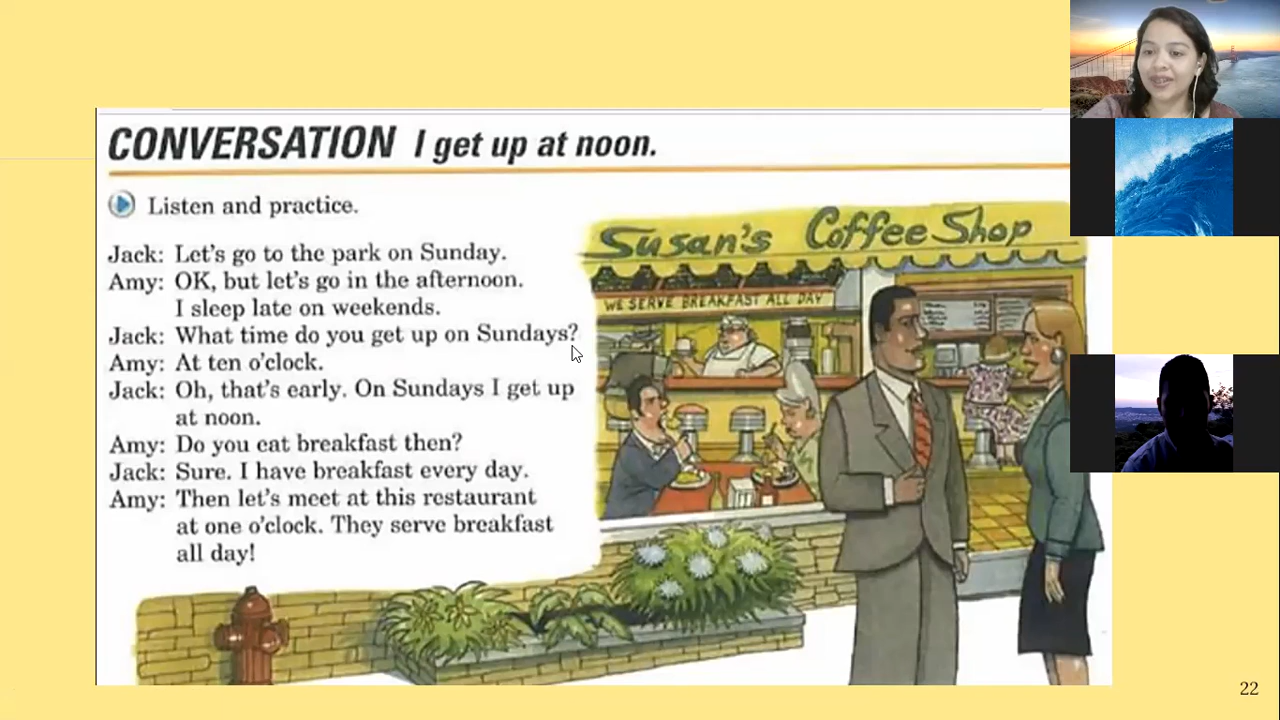 CONVERSATION I get up at noon.
Listen and practice.
Jack: Let's go to the park on Sunday.
Amy: OK, but let's go in the afternoon.
I sleep late on weekends.
Jack: What time do you get up on Sundays?
Amy: At ten o'clock.
Jack: Oh, that's early. On Sundays I get up
at noon.
Amy: Do you eat breakfast then?
Jack: Sure. I have breakfast every day.
Amy: Then let's meet at this restaurant
at one o'clock. They serve breakfast
all day!
Susan's Coffee Shop
WE SERVE BREAKFAST ALL DAY
22